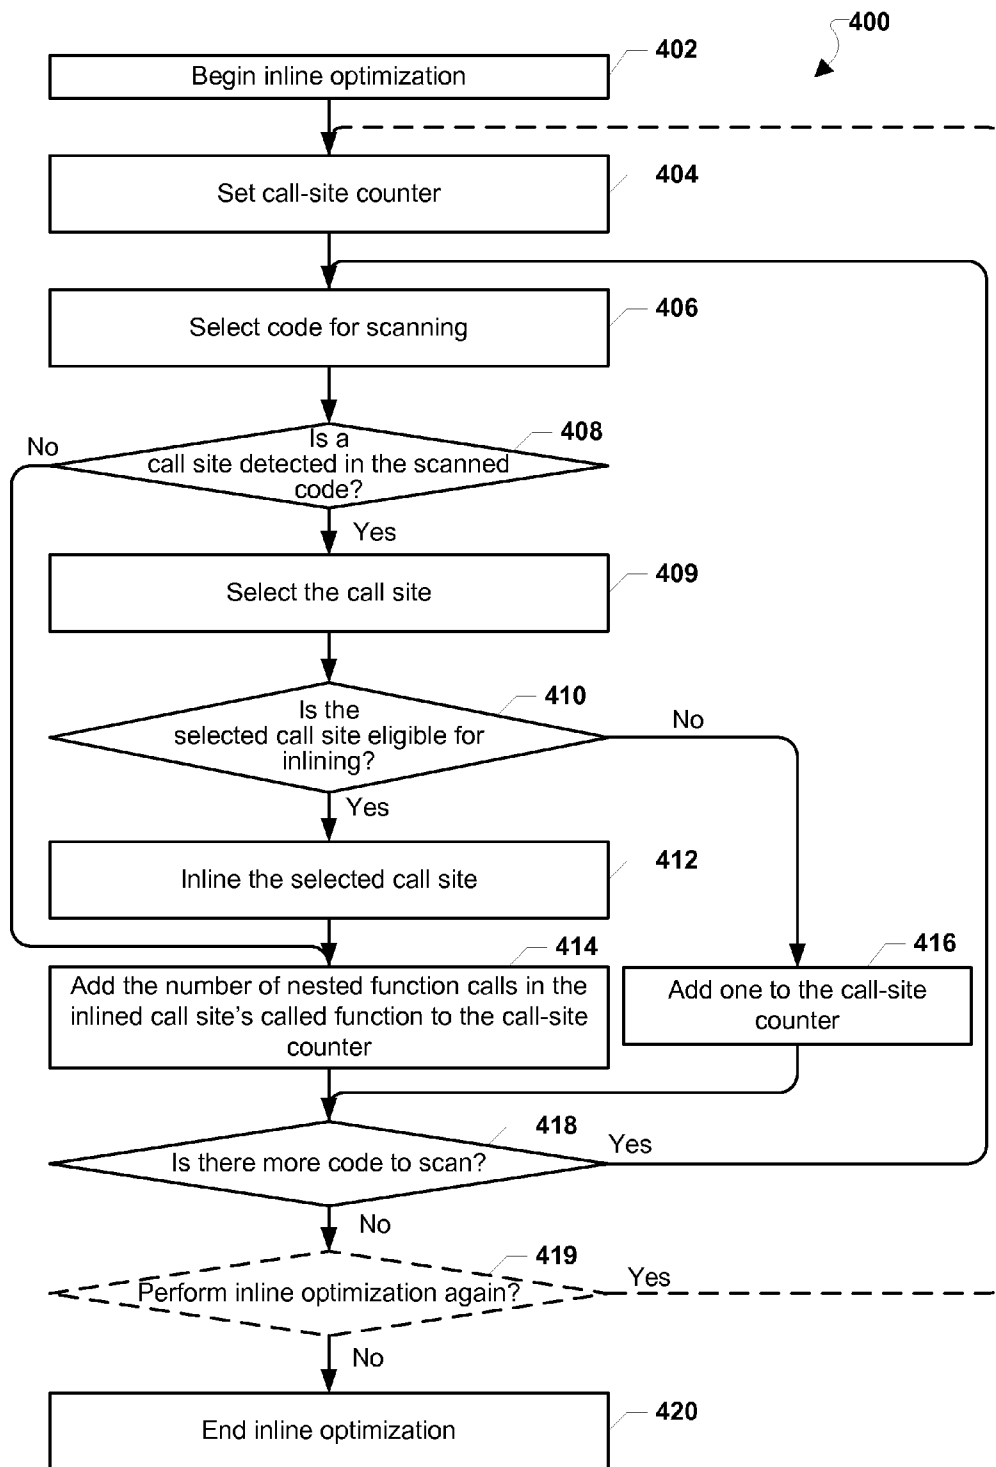 400
402
Begin inline optimization
404
Set call-site counter
406
Select code for scanning
No
408
Is a
call site detected in the scanned
code?
Yes
409
Select the call site
410
Is the
selected call site eligible for
inlining?
No
Yes
412
Inline the selected call site
414
416
Add the number of nested function calls in the
inlined call site's called function to the call-site
counter
Add one to the call-site
counter
418
Is there more code to scan?
Yes
No
419
Perform inline optimization again?
Yes
No
420
End inline optimization